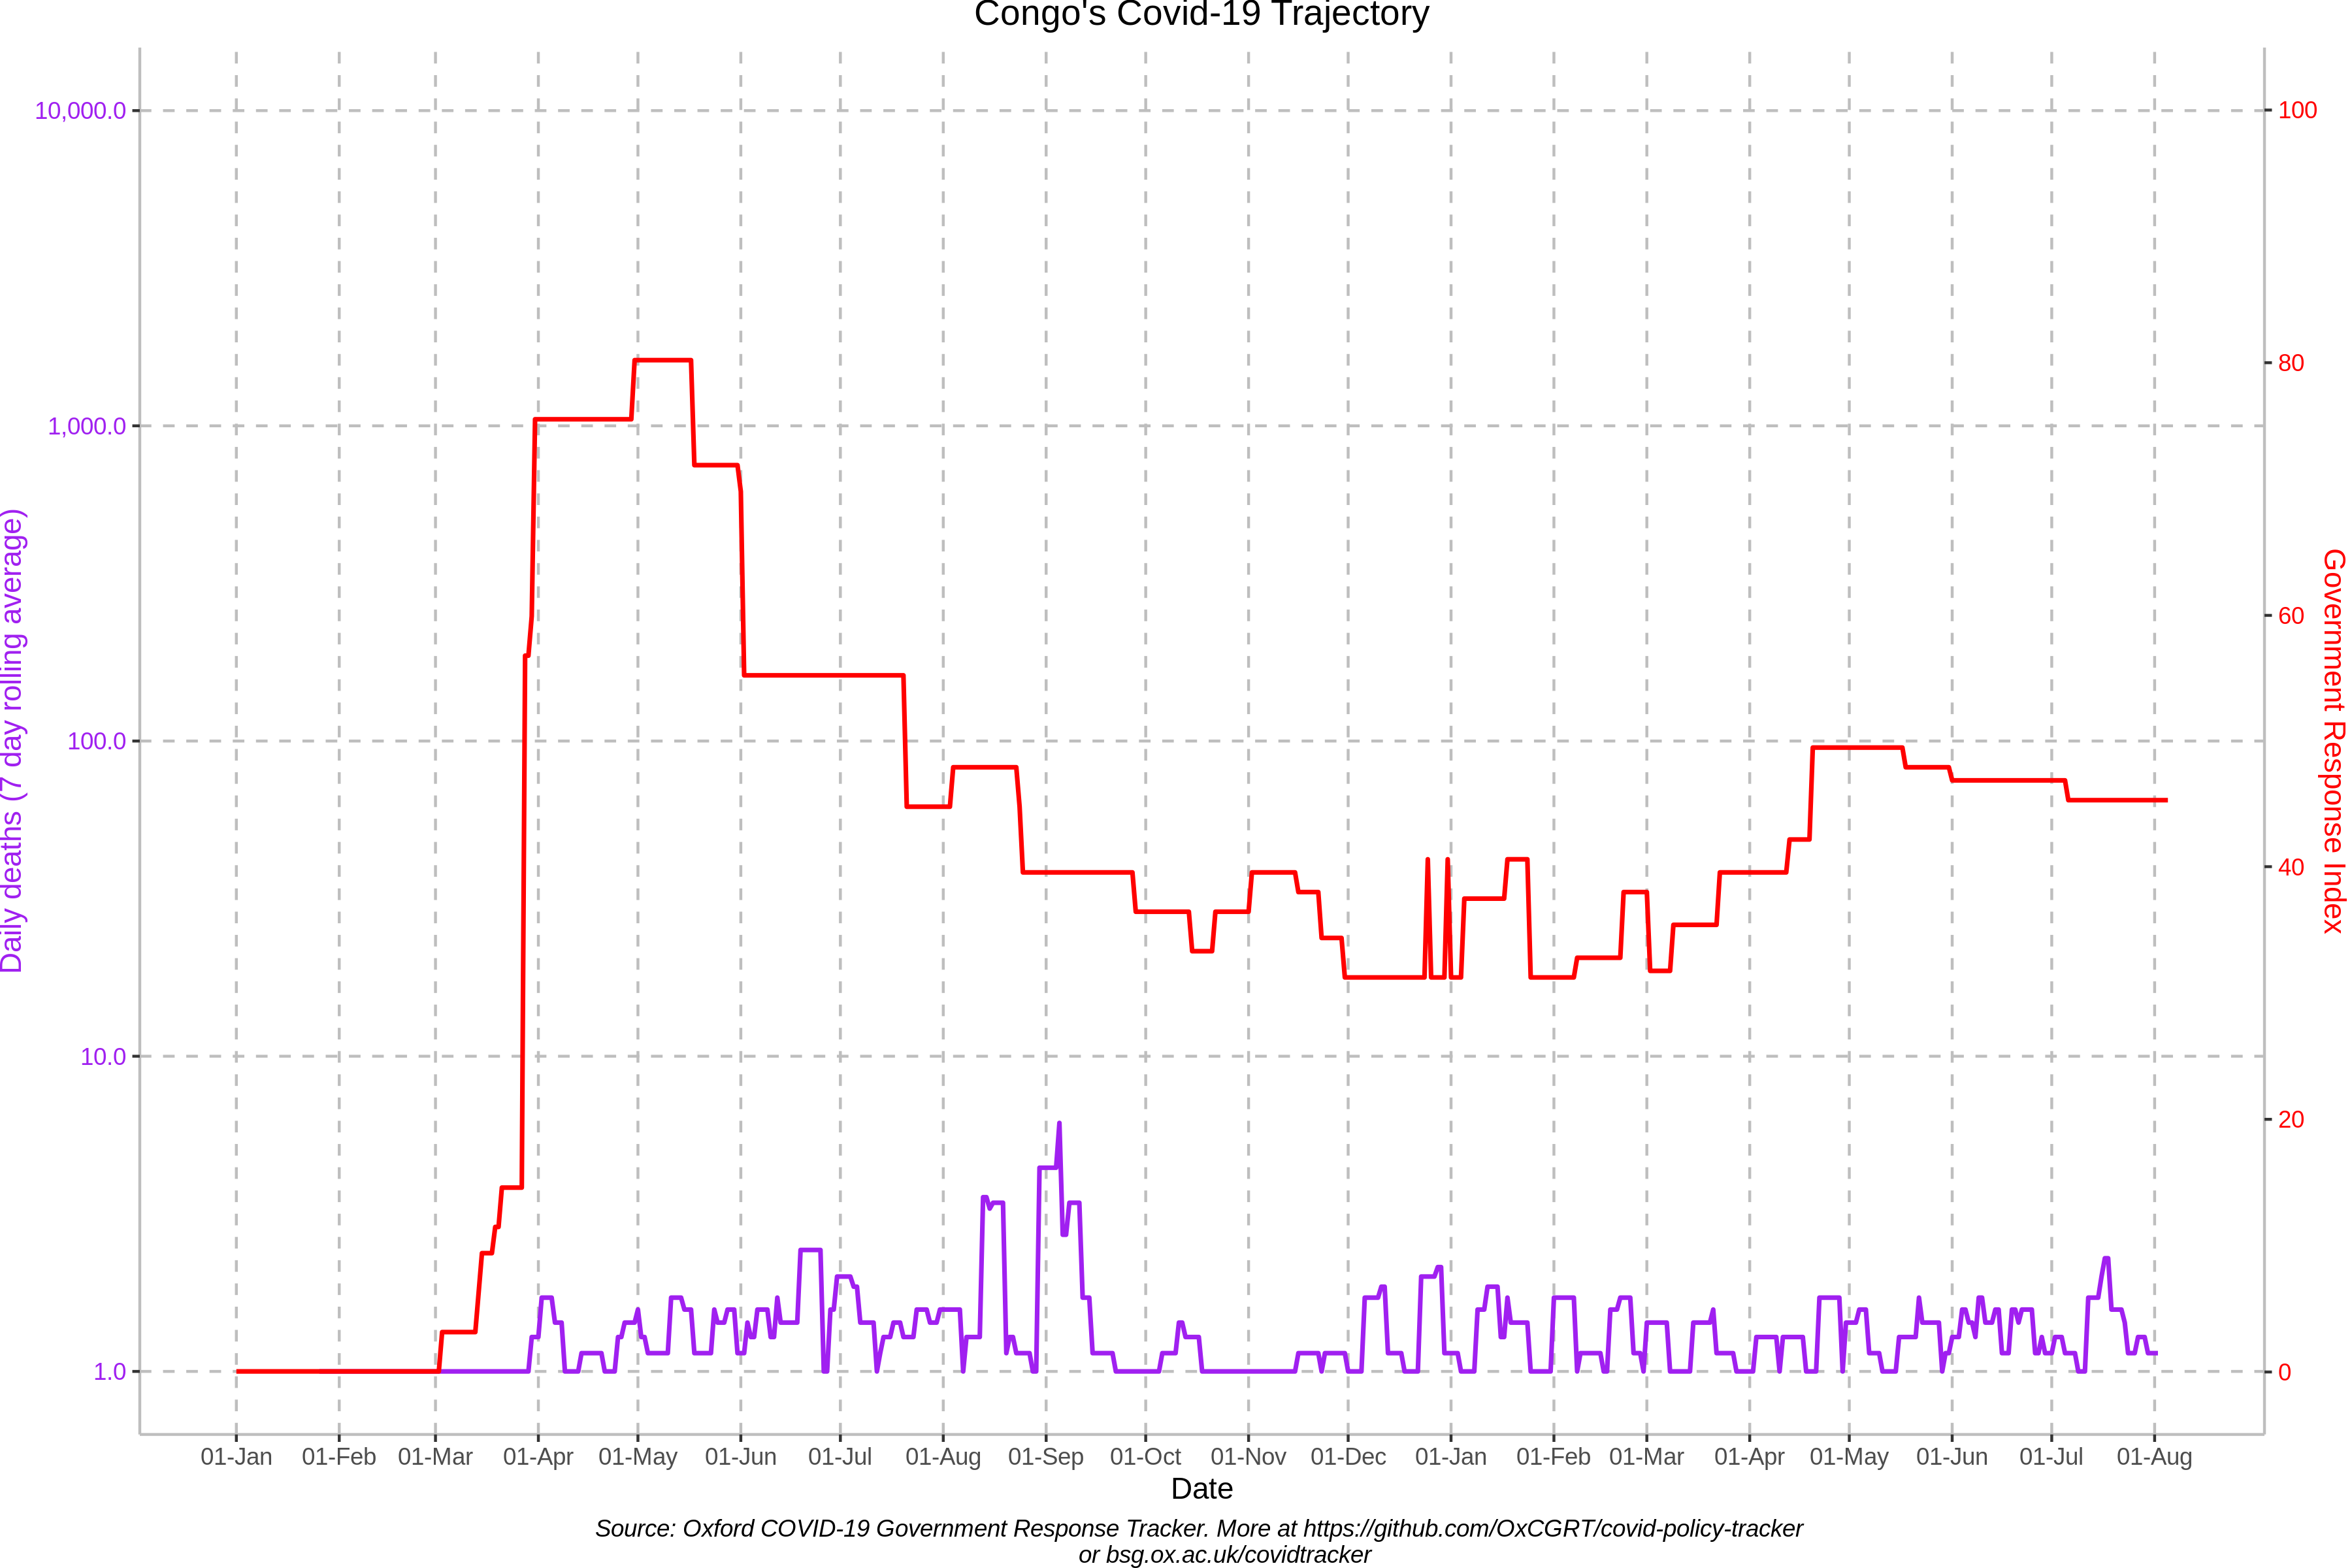 Congo's Covid-19 Trajectory
10,000.0
1,000.0
100.0
10.0
1.0
Daily deaths (7 day rolling average)
100
80
60
40
20
0
Government Response Index
01-Jan 01-Feb 01-Mar 01-Apr 01-May 01-Jun 01-Jul 01-Aug 01-Sep 01-Oct 01-Nov 01-Dec 01-Jan 01-Feb 01-Mar 01-Apr 01-May 01-Jun 01-Jul 01-Aug
Date
Source: Oxford COVID-19 Government Response Tracker. More at https://github.com/OxCGRT/covid-policy-tracker
or bsg.ox.ac.uk/covidtracker